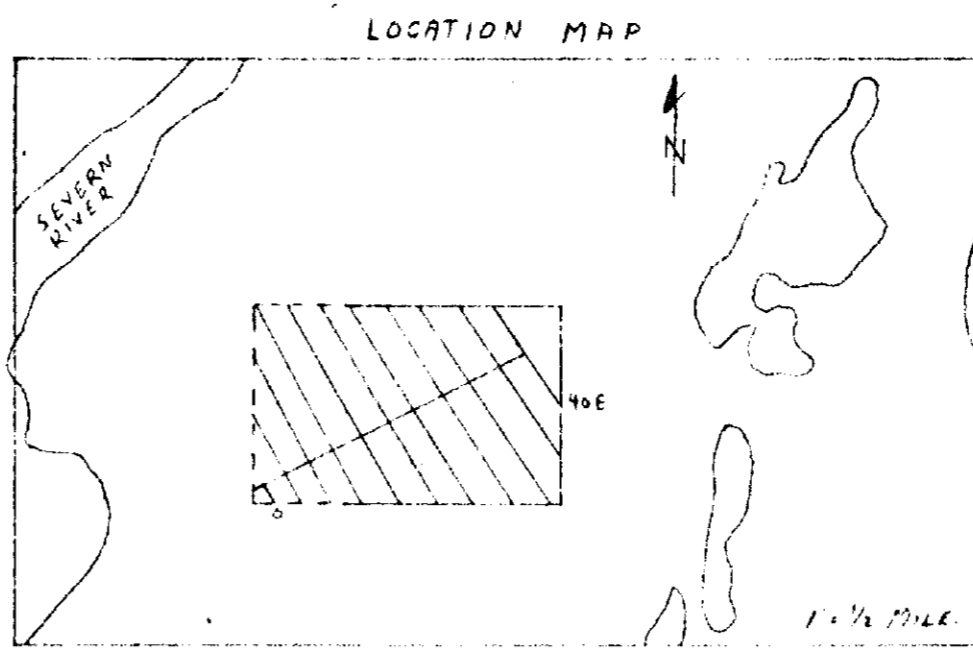 LOCATION MAP
SEVERN
RIVER
N
40E
0
1" = 1/2 MILE.